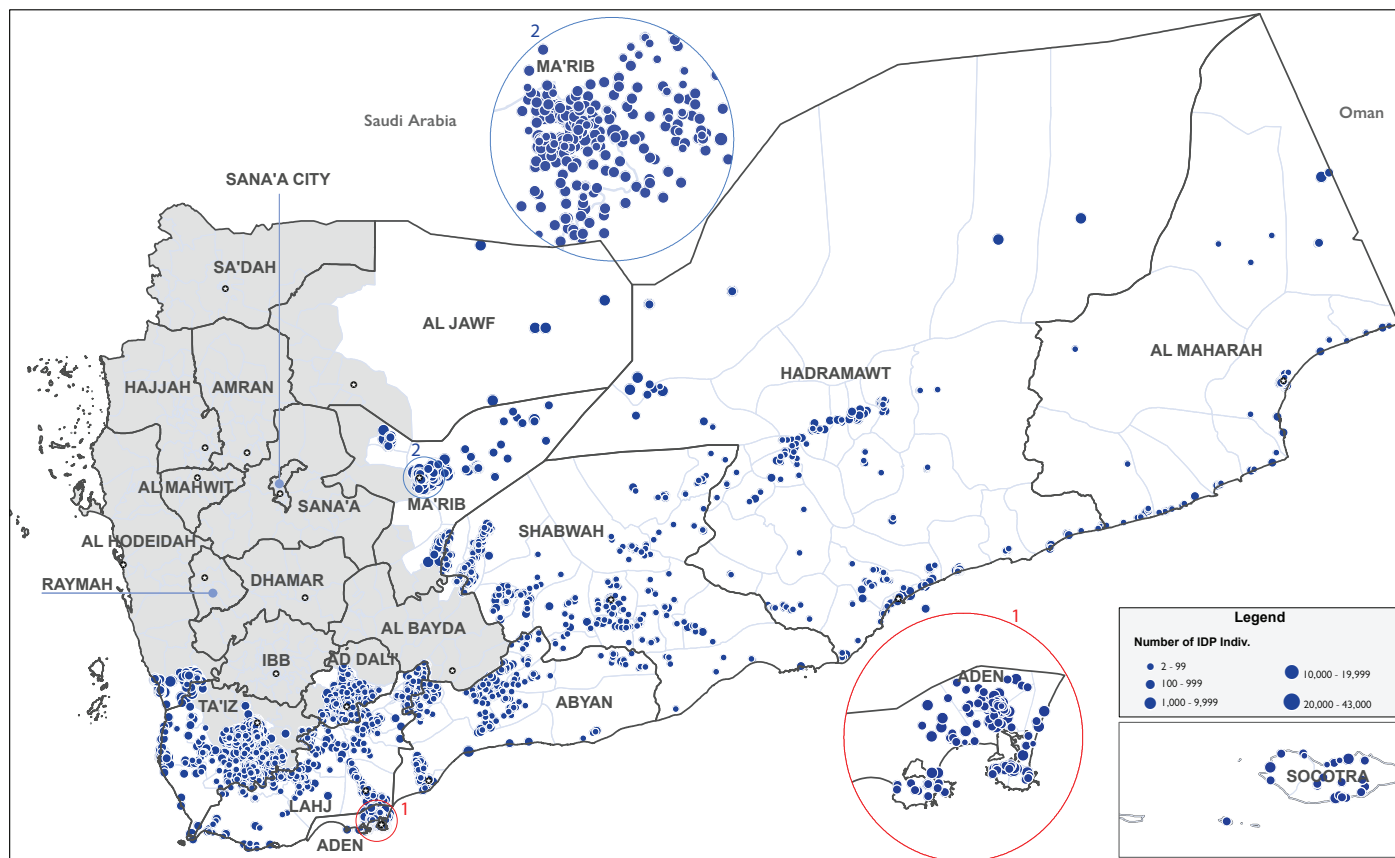 2
MA'RIB
Saudi Arabia
Oman
SANA'A CITY
SA'DAH
AL JAWF
HAJJAH
AMRAN
HADRAMAWT
AL MAHARAH
2
AL MAHWIT
SANA'A
MA'RIB
SHABWAH
AL HODEIDAH
RAYMAH
DHAMAR
AL BAYDA
IBB
AD DALI'
TA'IZ
ABYAN
LAHJ
1
ADEN
1
ADEN
Legend
Number of IDP Indiv.
2 - 99
100 - 999
1,000 - 9,999
10,000 - 19,999
20,000 - 43,000
SOCOTRA